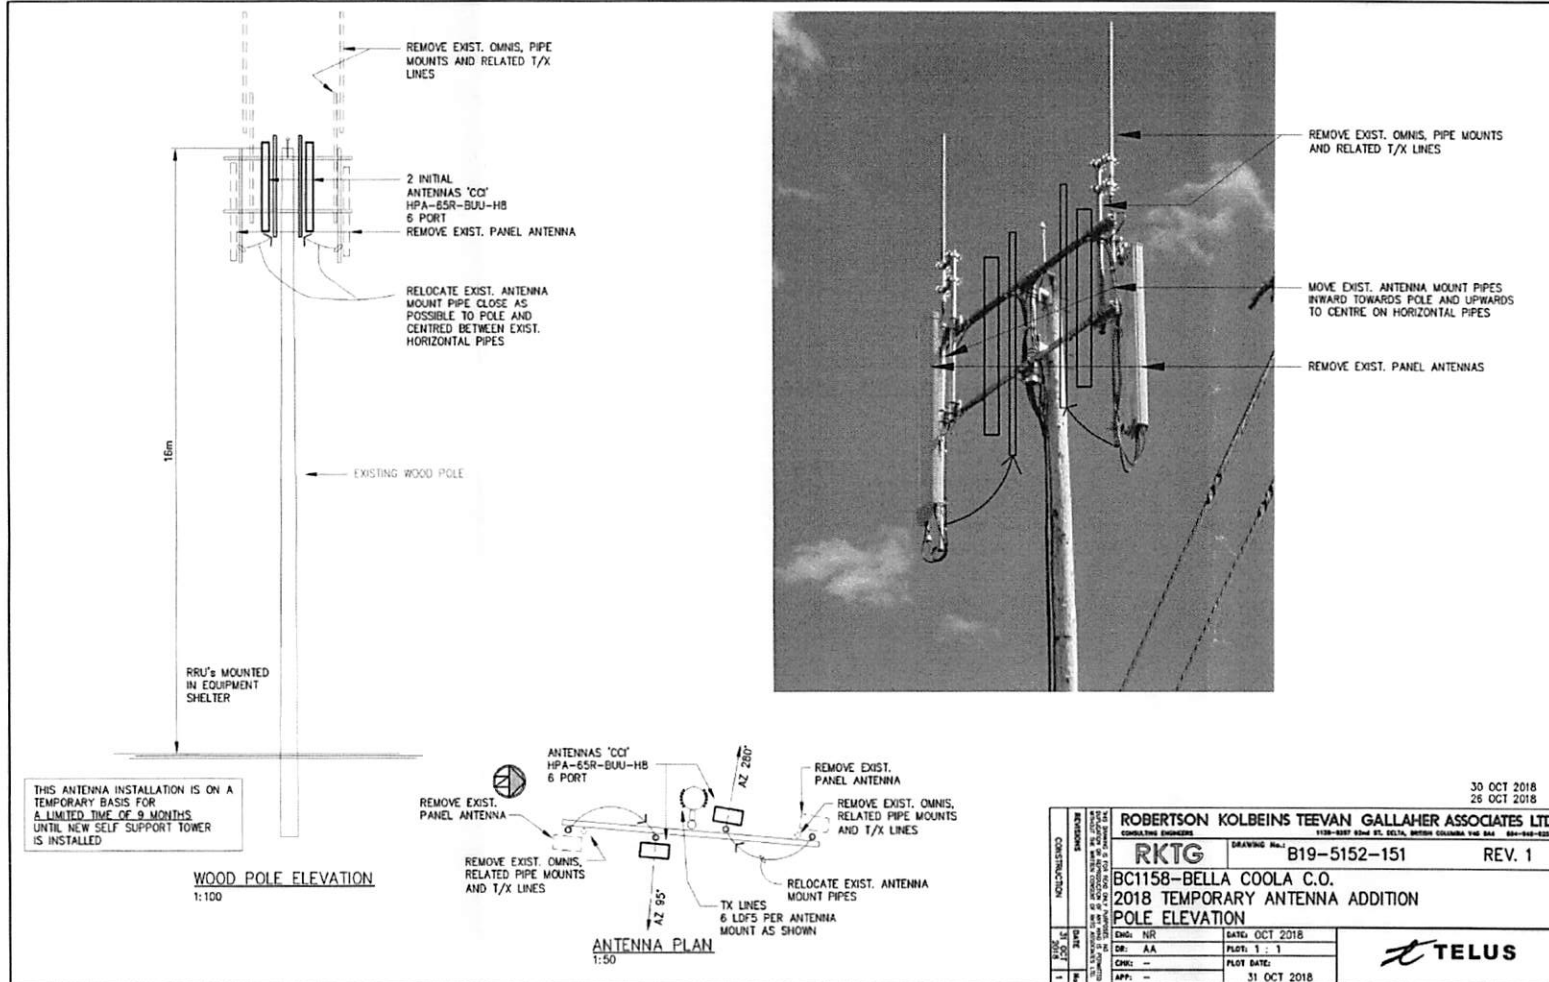 REMOVE EXIST. OMNIS, PIPE
MOUNTS AND RELATED T/X
LINES
2 INITIAL
ANTENNAS 'CCI'
HPA-65R-BUU-H8
6 PORT
REMOVE EXIST. PANEL ANTENNA
RELOCATE EXIST. ANTENNA
MOUNT PIPE CLOSE AS
POSSIBLE TO POLE AND
CENTRED BETWEEN EXIST.
HORIZONTAL PIPES
16m
EXISTING WOOD POLE
RRU's MOUNTED
IN EQUIPMENT
SHELTER
THIS ANTENNA INSTALLATION IS ON A
TEMPORARY BASIS FOR
A LIMITED TIME OF 9 MONTHS
UNTIL NEW SELF SUPPORT TOWER
IS INSTALLED
WOOD POLE ELEVATION
1:100
REMOVE EXIST. OMNIS, PIPE MOUNTS
AND RELATED T/X LINES
MOVE EXIST. ANTENNA MOUNT PIPES
INWARD TOWARDS POLE AND UPWARDS
TO CENTRE ON HORIZONTAL PIPES
REMOVE EXIST. PANEL ANTENNAS
ANTENNAS 'CCI'
HPA-65R-BUU-H8
6 PORT
AZ 280°
REMOVE EXIST.
PANEL ANTENNA
REMOVE EXIST. OMNIS,
RELATED PIPE MOUNTS
AND T/X LINES
N
REMOVE EXIST.
PANEL ANTENNA
REMOVE EXIST. OMNIS,
RELATED PIPE MOUNTS
AND T/X LINES
AZ 95°
TX LINES
6 LDF5 PER ANTENNA
MOUNT AS SHOWN
RELOCATE EXIST. ANTENNA
MOUNT PIPES
ANTENNA PLAN
1:50
30 OCT 2018
26 OCT 2018
ROBERTSON KOLBEINS TEEVAN GALLAHER ASSOCIATES LTD
CONSULTING ENGINEERS
RKTG
DRAWING No.:
B19-5152-151
REV. 1
BC1158-BELLA COOLA C.O.
2018 TEMPORARY ANTENNA ADDITION
POLE ELEVATION
ENG: NR
DATE: OCT 2018
DR: AA
PLOT: 1 : 1
CHK: -
PLOT DATE:
APP: -
31 OCT 2018
TELUS
REVISIONS
CONSTRUCTION
DATE
31 OCT
2018
1